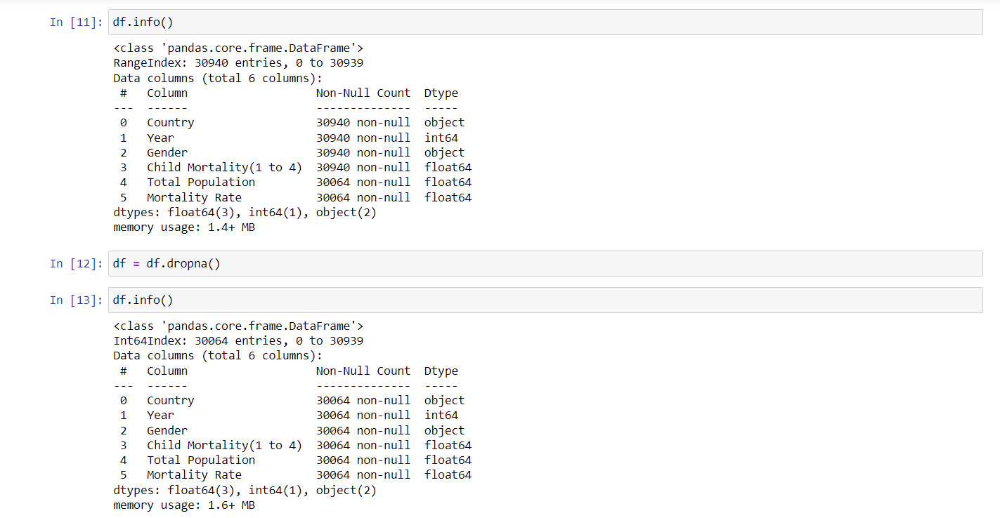 In [11]: df.info()
<class 'pandas.core.frame.DataFrame'>
RangeIndex: 30940 entries, 0 to 30939
Data columns (total 6 columns):
 #   Column                   Non-Null Count  Dtype
---  ------                   --------------  -----
 0   Country                  30940 non-null  object
 1   Year                     30940 non-null  int64
 2   Gender                   30940 non-null  object
 3   Child Mortality(1 to 4)  30940 non-null  float64
 4   Total Population         30064 non-null  float64
 5   Mortality Rate           30064 non-null  float64
dtypes: float64(3), int64(1), object(2)
memory usage: 1.4+ MB
In [12]: df = df.dropna()
In [13]: df.info()
<class 'pandas.core.frame.DataFrame'>
Int64Index: 30064 entries, 0 to 30939
Data columns (total 6 columns):
 #   Column                   Non-Null Count  Dtype
---  ------                   --------------  -----
 0   Country                  30064 non-null  object
 1   Year                     30064 non-null  int64
 2   Gender                   30064 non-null  object
 3   Child Mortality(1 to 4)  30064 non-null  float64
 4   Total Population         30064 non-null  float64
 5   Mortality Rate           30064 non-null  float64
dtypes: float64(3), int64(1), object(2)
memory usage: 1.6+ MB